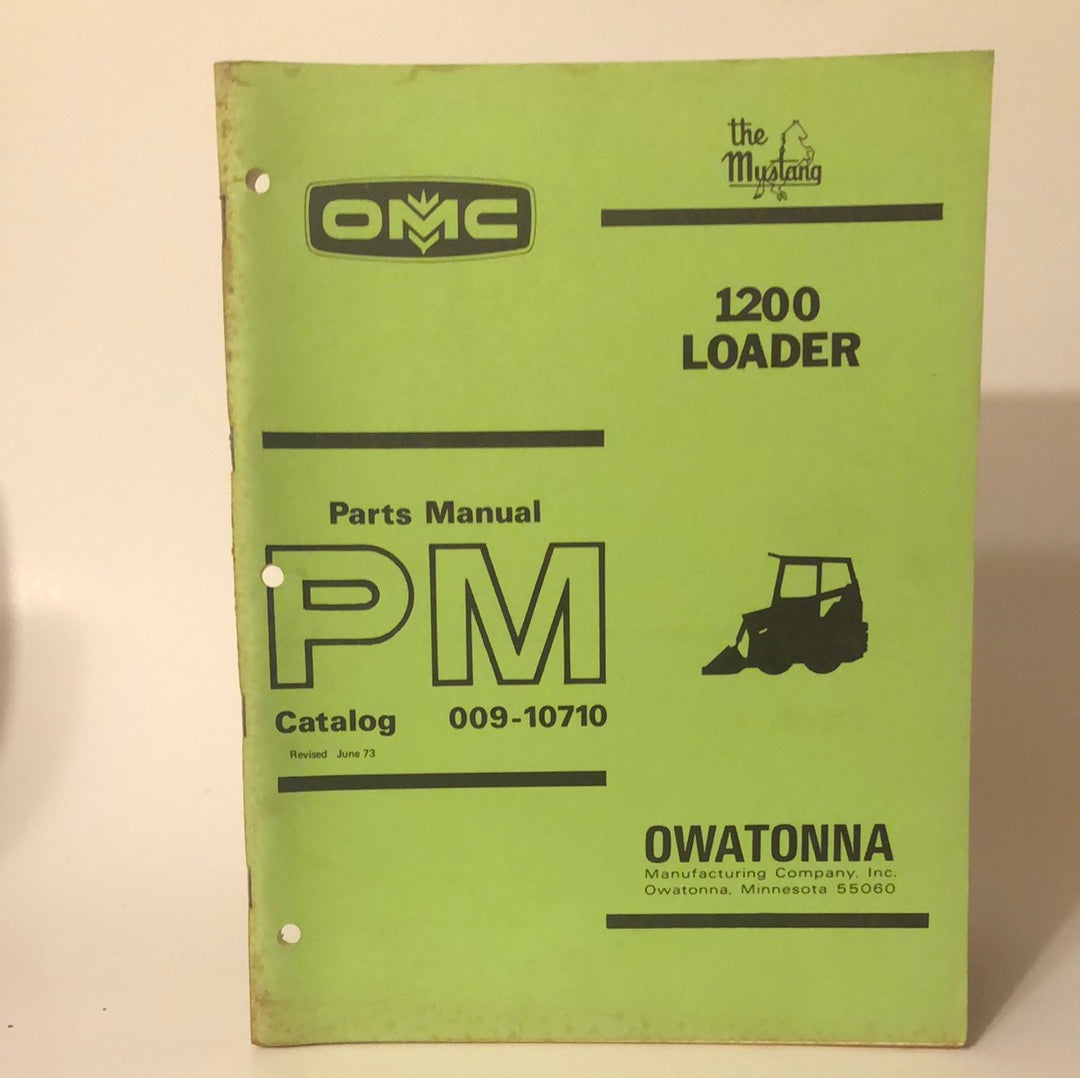 the
Mustang
OMC
1200
LOADER
Parts Manual
PM
Catalog 009-10710
Revised June 73
OWATONNA
Manufacturing Company, Inc.
Owatonna, Minnesota 55060